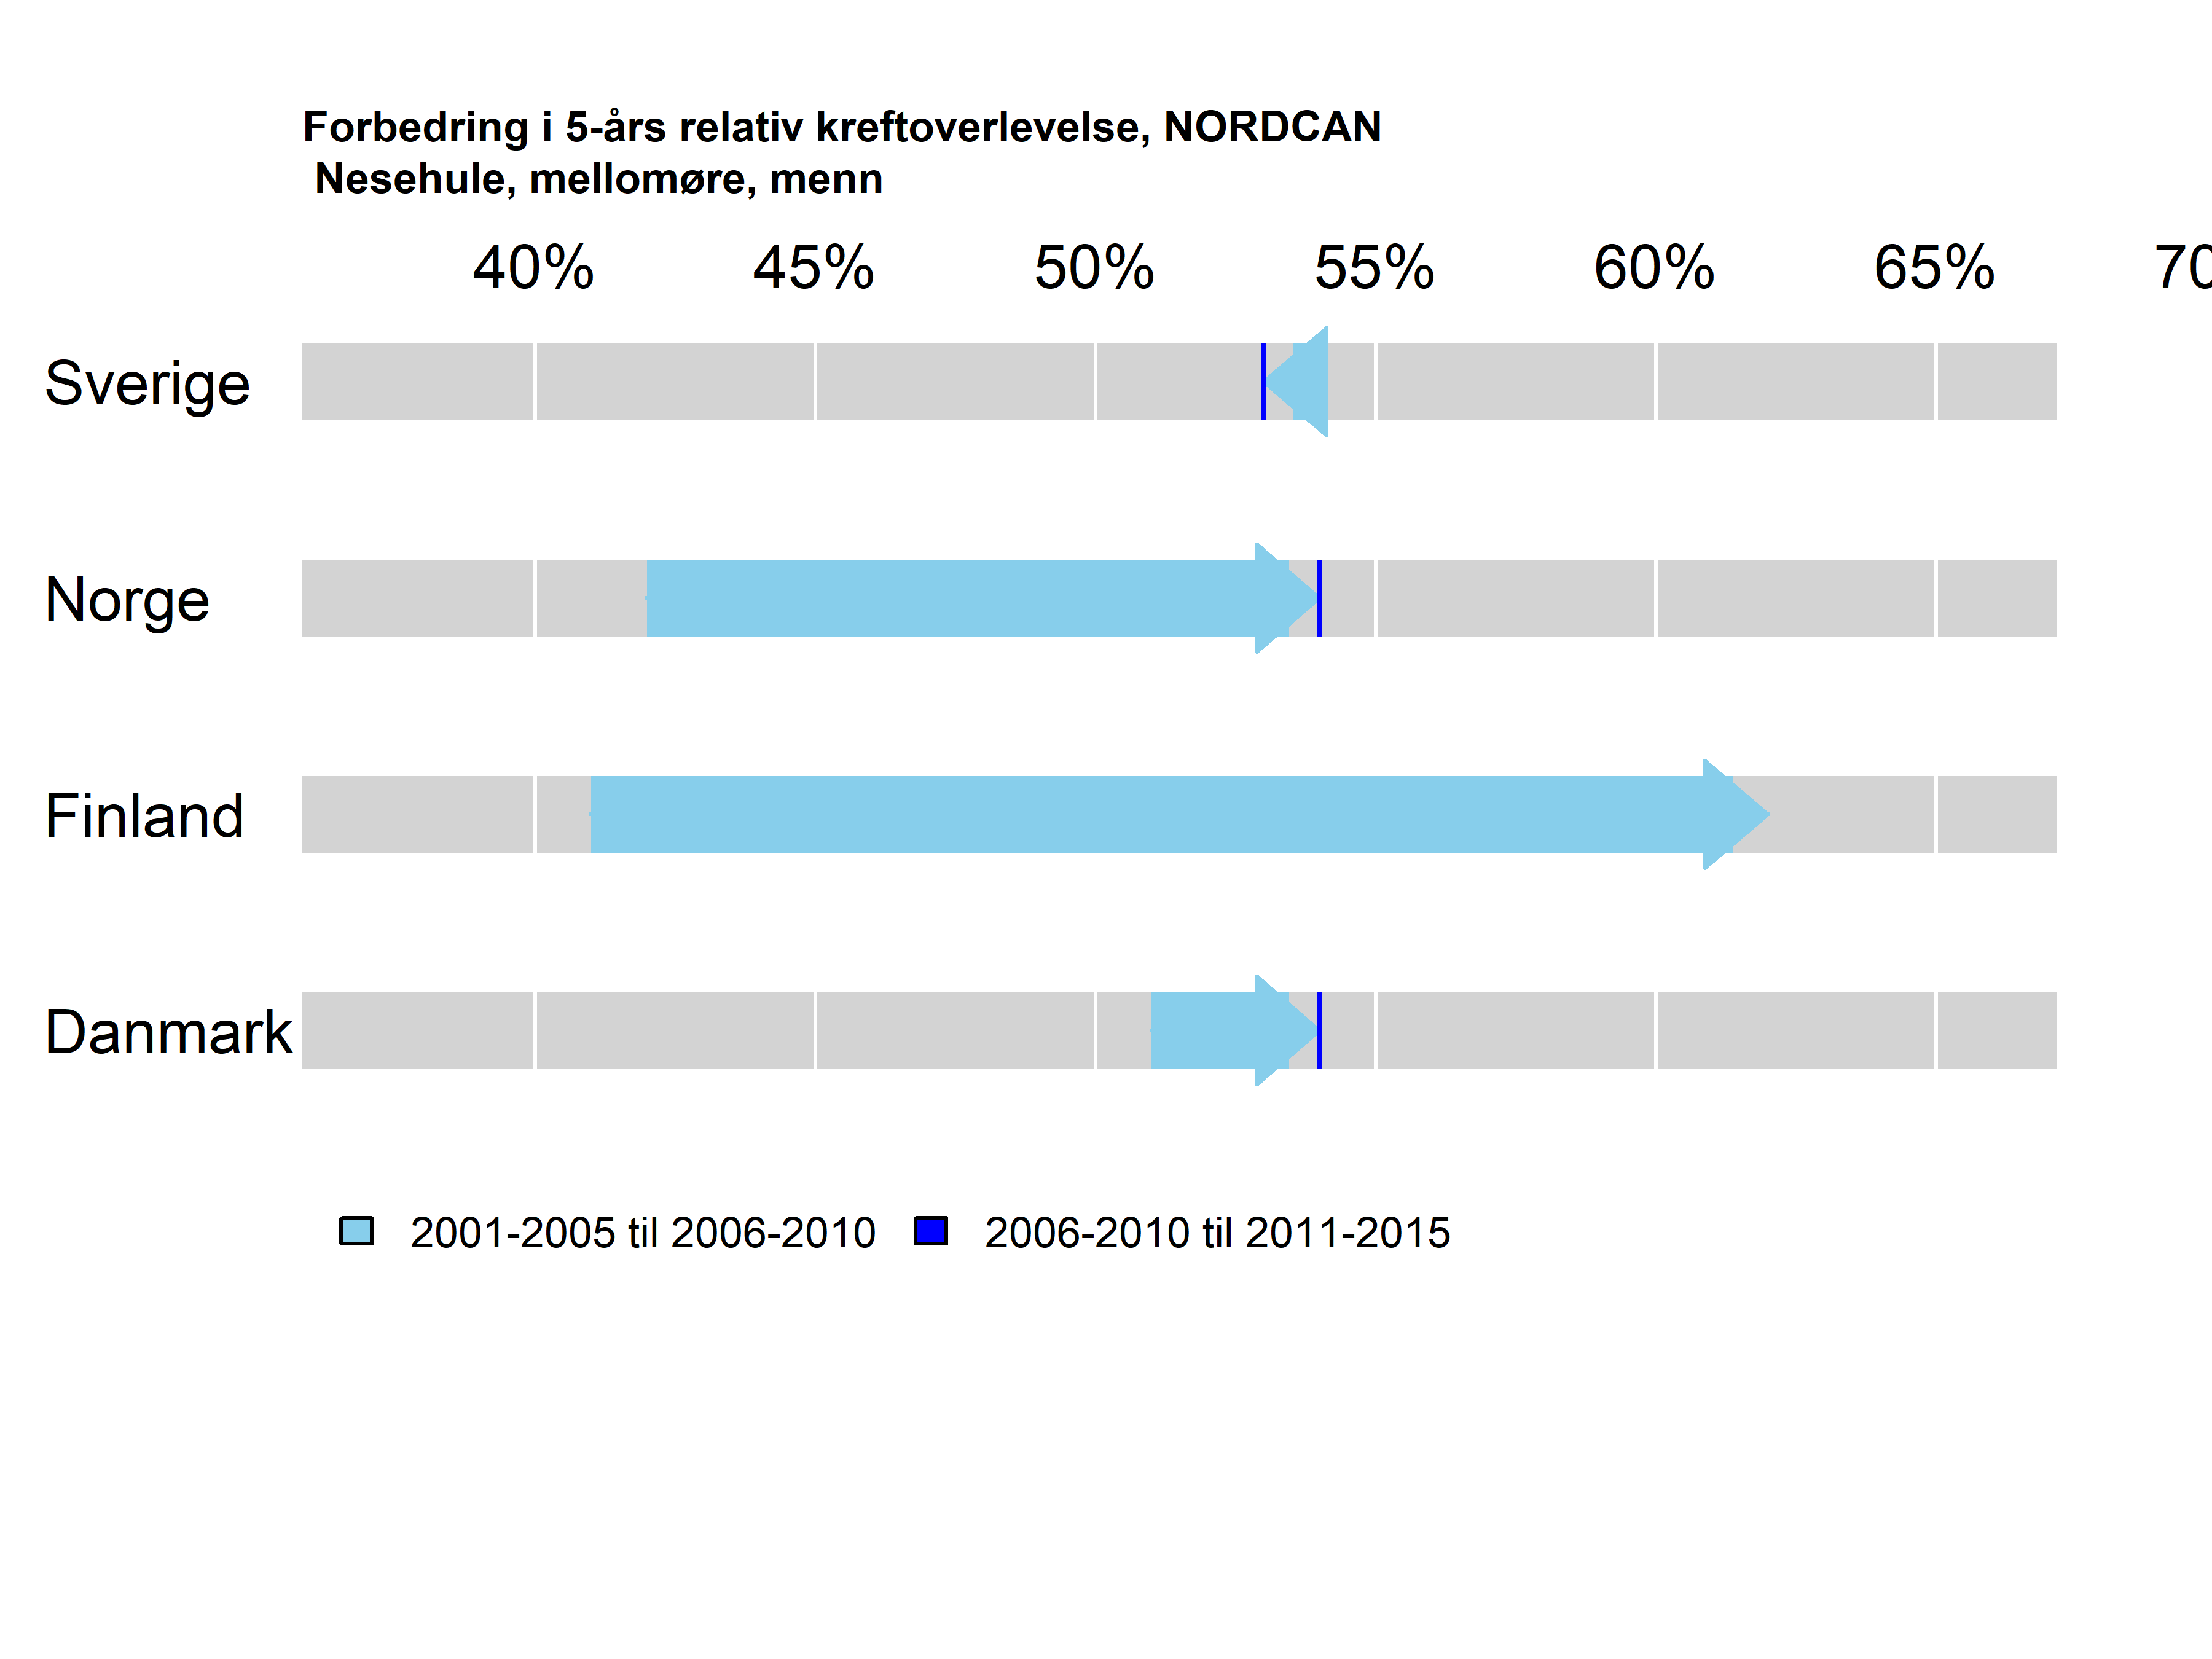 Forbedring i 5-års relativ kreftoverlevelse, NORDCAN
Nesehule, mellomøre, menn
40% 45% 50% 55% 60% 65% 70
Sverige
Norge
Finland
Danmark
2001-2005 til 2006-2010 2006-2010 til 2011-2015